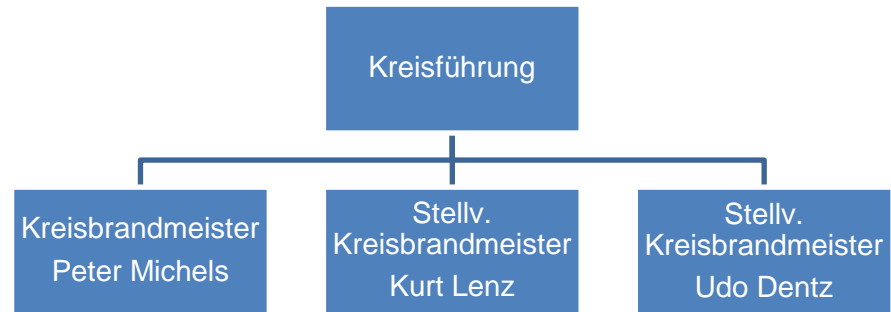 Kreisführung
Kreisbrandmeister
Peter Michels
Stellv.
Kreisbrandmeister
Kurt Lenz
Stellv.
Kreisbrandmeister
Udo Dentz